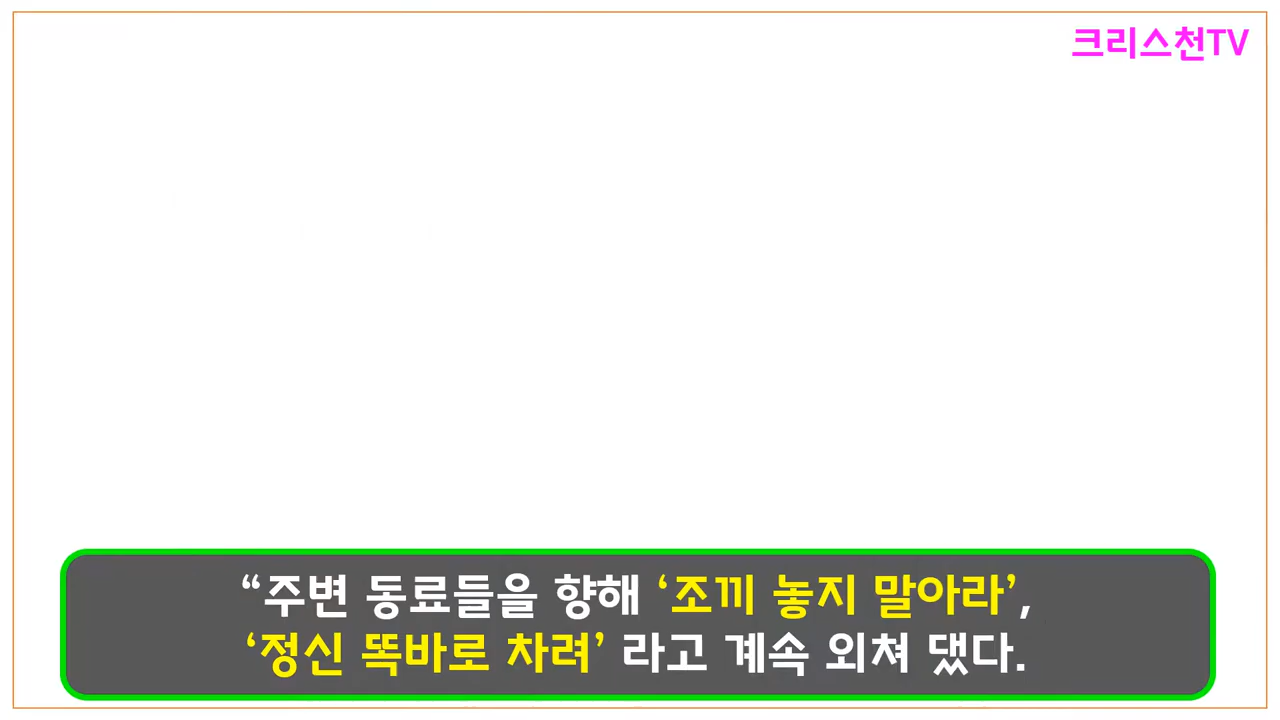 크리스천TV
“주변 동료들을 향해 ‘조끼 놓지 말아라’,
‘정신 똑바로 차려’ 라고 계속 외쳐 댔다.